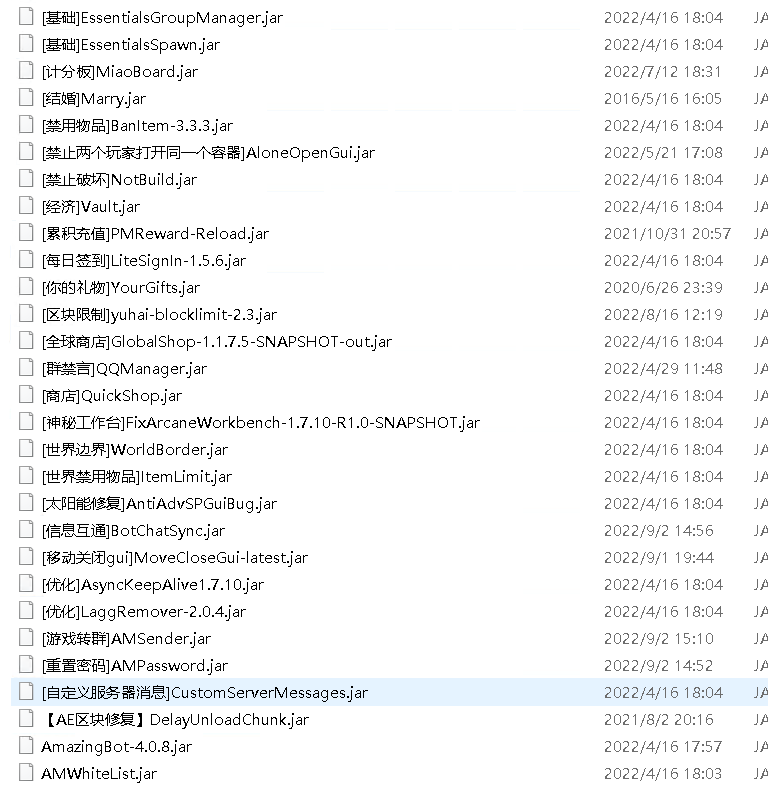 [基础]EssentialsGroupManager.jar 2022/4/16 18:04 JA
[基础]EssentialsSpawn.jar 2022/4/16 18:04 JA
[计分板]MiaoBoard.jar 2022/7/12 18:31 JA
[结婚]Marry.jar 2016/5/16 16:05 JA
[禁用物品]BanItem-3.3.3.jar 2022/4/16 18:04 JA
[禁止两个玩家打开同一个容器]AloneOpenGui.jar 2022/5/21 17:08 JA
[禁止破坏]NotBuild.jar 2022/4/16 18:04 JA
[经济]Vault.jar 2022/4/16 18:04 JA
[累积充值]PMReward-Reload.jar 2021/10/31 20:57 JA
[每日签到]LiteSignIn-1.5.6.jar 2022/4/16 18:04 JA
[你的礼物]YourGifts.jar 2020/6/26 23:39 JA
[区块限制]yuhai-blocklimit-2.3.jar 2022/8/16 12:19 JA
[全球商店]GlobalShop-1.1.7.5-SNAPSHOT-out.jar 2022/4/16 18:04 JA
[群禁言]QQManager.jar 2022/4/29 11:48 JA
[商店]QuickShop.jar 2022/4/16 18:04 JA
[神秘工作台]FixArcaneWorkbench-1.7.10-R1.0-SNAPSHOT.jar 2022/4/16 18:04 JA
[世界边界]WorldBorder.jar 2022/4/16 18:04 JA
[世界禁用物品]ItemLimit.jar 2022/4/16 18:04 JA
[太阳能修复]AntiAdvSPGuiBug.jar 2022/4/16 18:04 JA
[信息互通]BotChatSync.jar 2022/9/2 14:56 JA
[移动关闭gui]MoveCloseGui-latest.jar 2022/9/1 19:44 JA
[优化]AsyncKeepAlive1.7.10.jar 2022/4/16 18:04 JA
[优化]LaggRemover-2.0.4.jar 2022/4/16 18:04 JA
[游戏转群]AMSender.jar 2022/9/2 15:10 JA
[重置密码]AMPassword.jar 2022/9/2 14:52 JA
[自定义服务器消息]CustomServerMessages.jar 2022/4/16 18:04 JA
【AE区块修复】DelayUnloadChunk.jar 2021/8/2 20:16 JA
AmazingBot-4.0.8.jar 2022/4/16 17:57 JA
AMWhiteList.jar 2022/4/16 18:03 JA